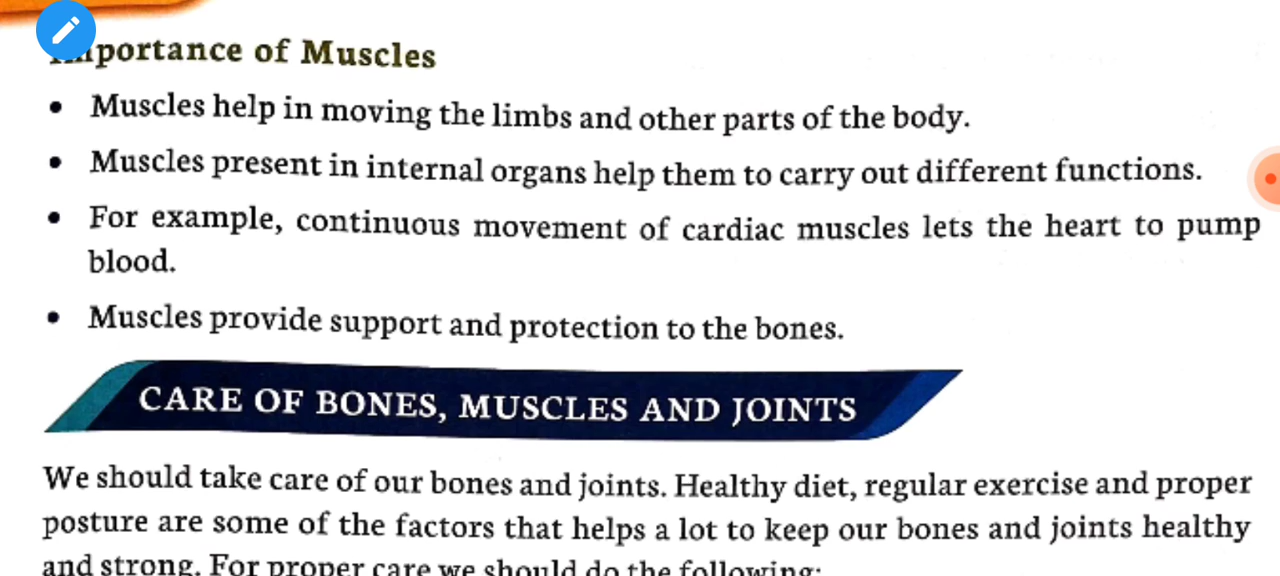 Importance of Muscles
• Muscles help in moving the limbs and other parts of the body.
• Muscles present in internal organs help them to carry out different functions.
• For example, continuous movement of cardiac muscles lets the heart to pump
blood.
• Muscles provide support and protection to the bones.
CARE OF BONES, MUSCLES AND JOINTS
We should take care of our bones and joints. Healthy diet, regular exercise and proper
posture are some of the factors that helps a lot to keep our bones and joints healthy
and strong. For proper care we should do the following: